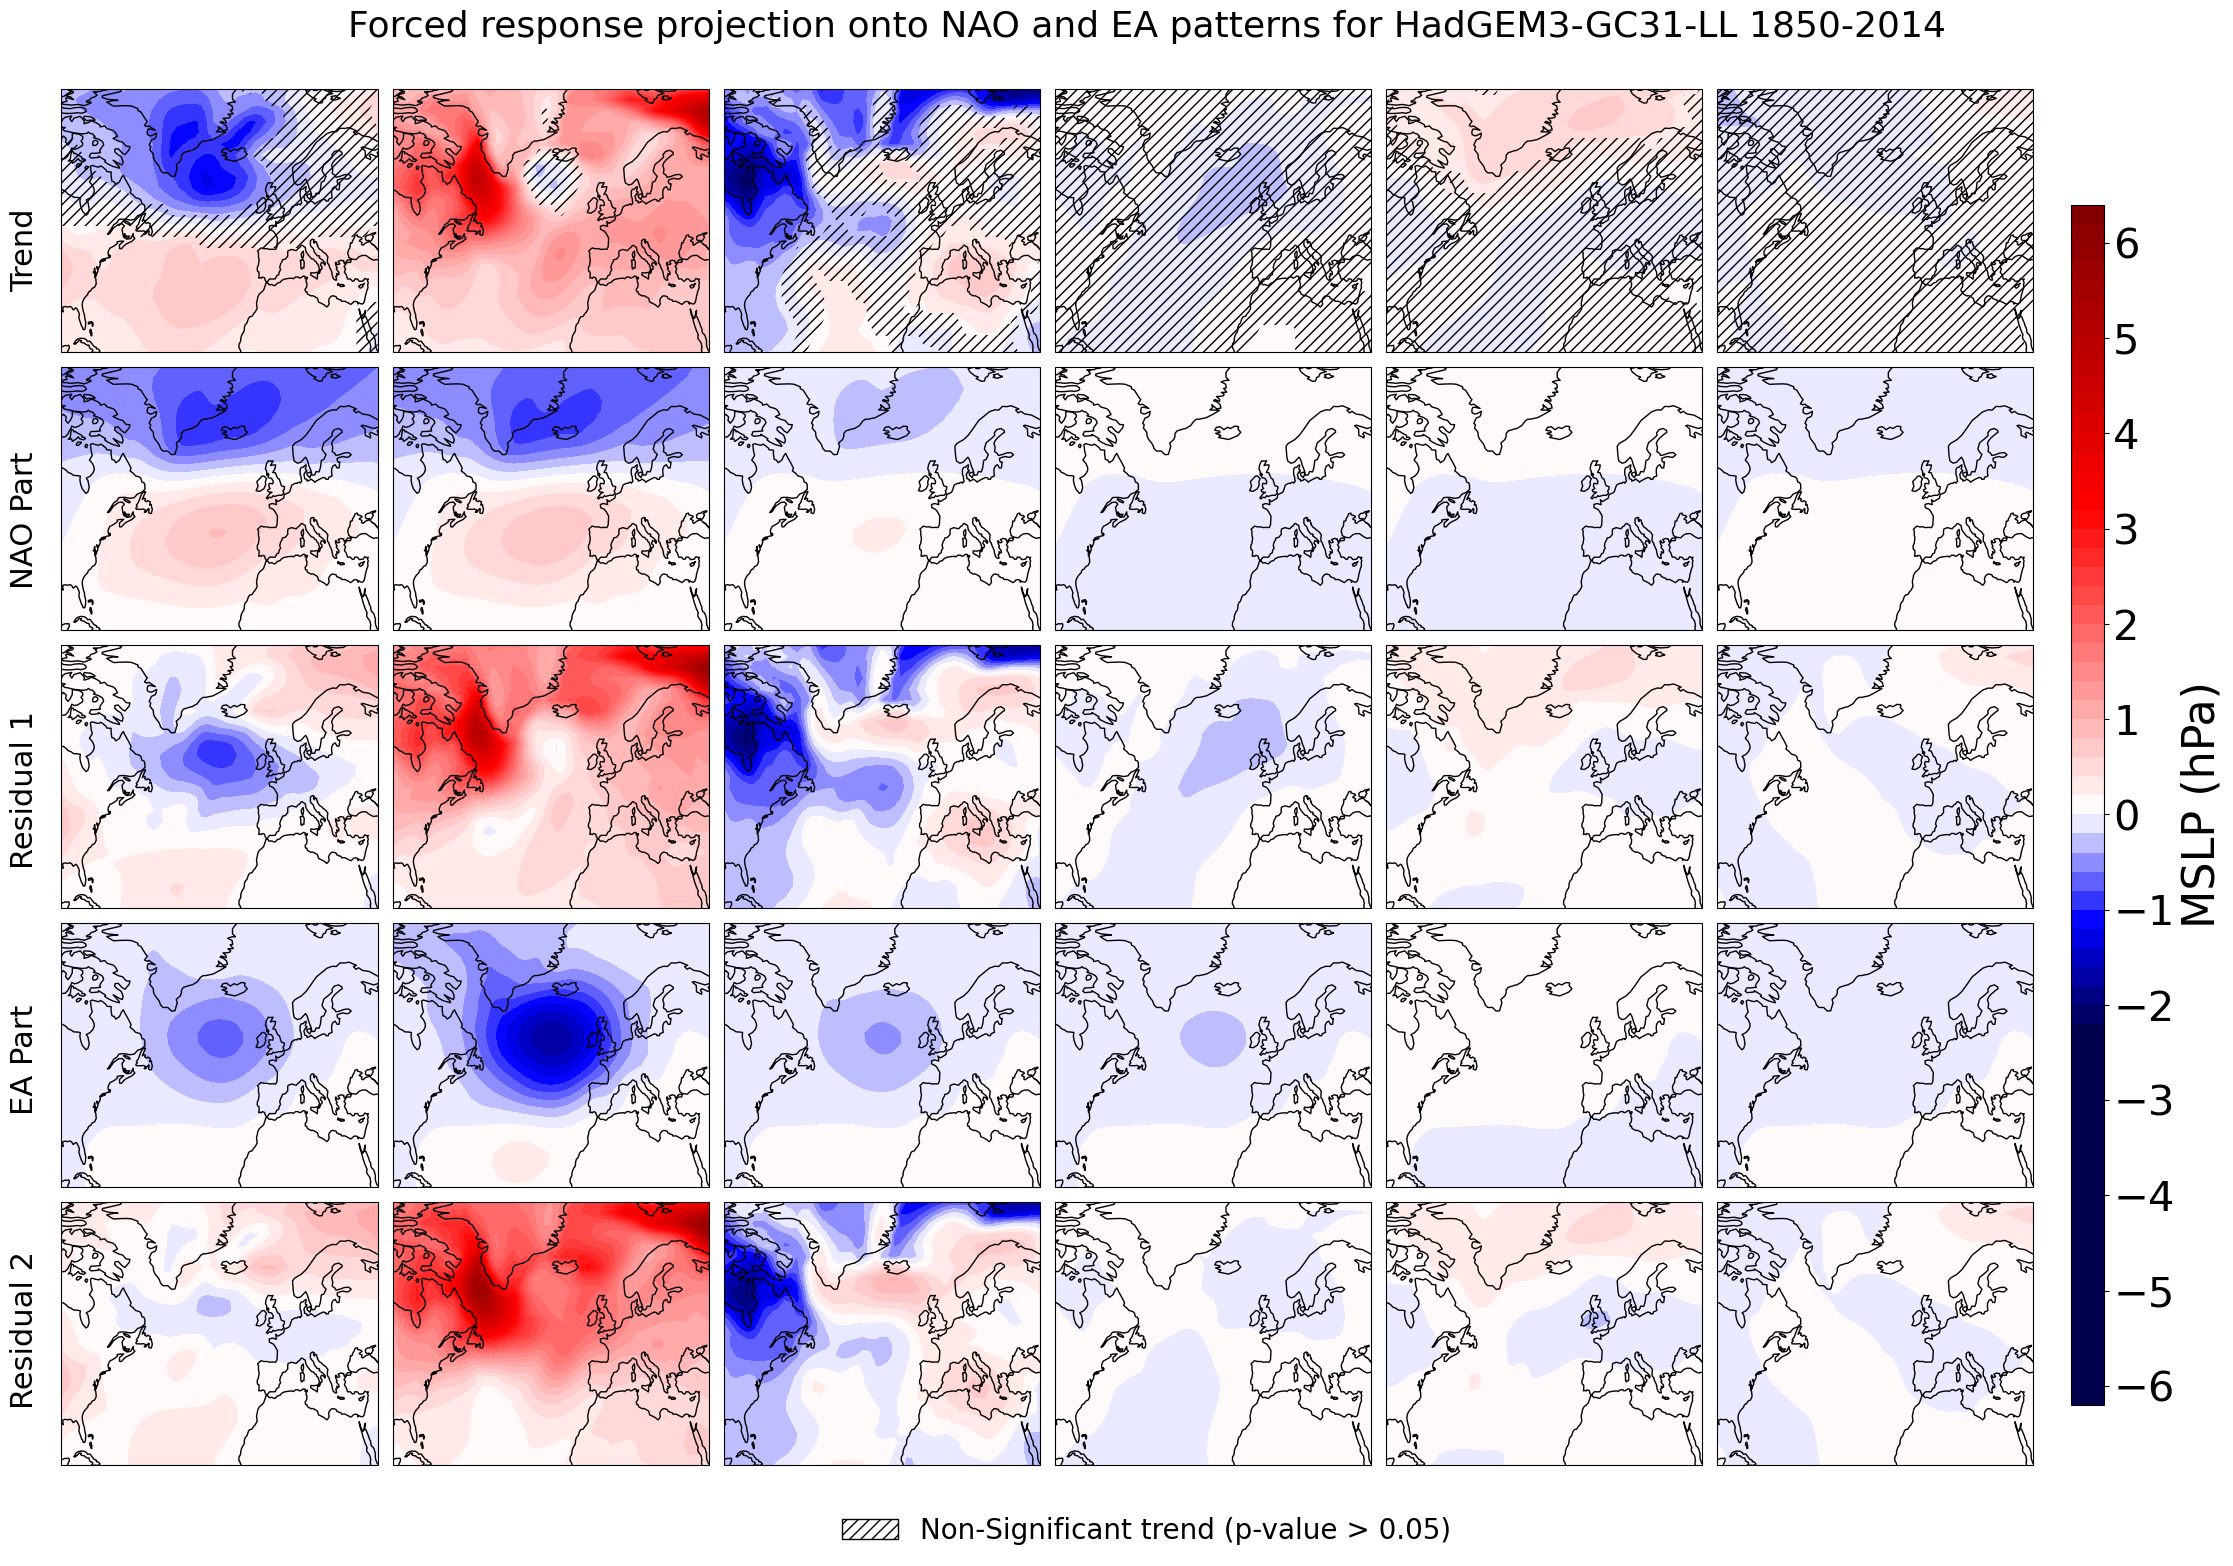 Forced response projection onto NAO and EA patterns for HadGEM3-GC31-LL 1850-2014
Trend
NAO Part
Residual 1
EA Part
Residual 2
6
5
4
3
2
1
0
−1
−2
−3
−4
−5
−6
MSLP (hPa)
Non-Significant trend (p-value > 0.05)